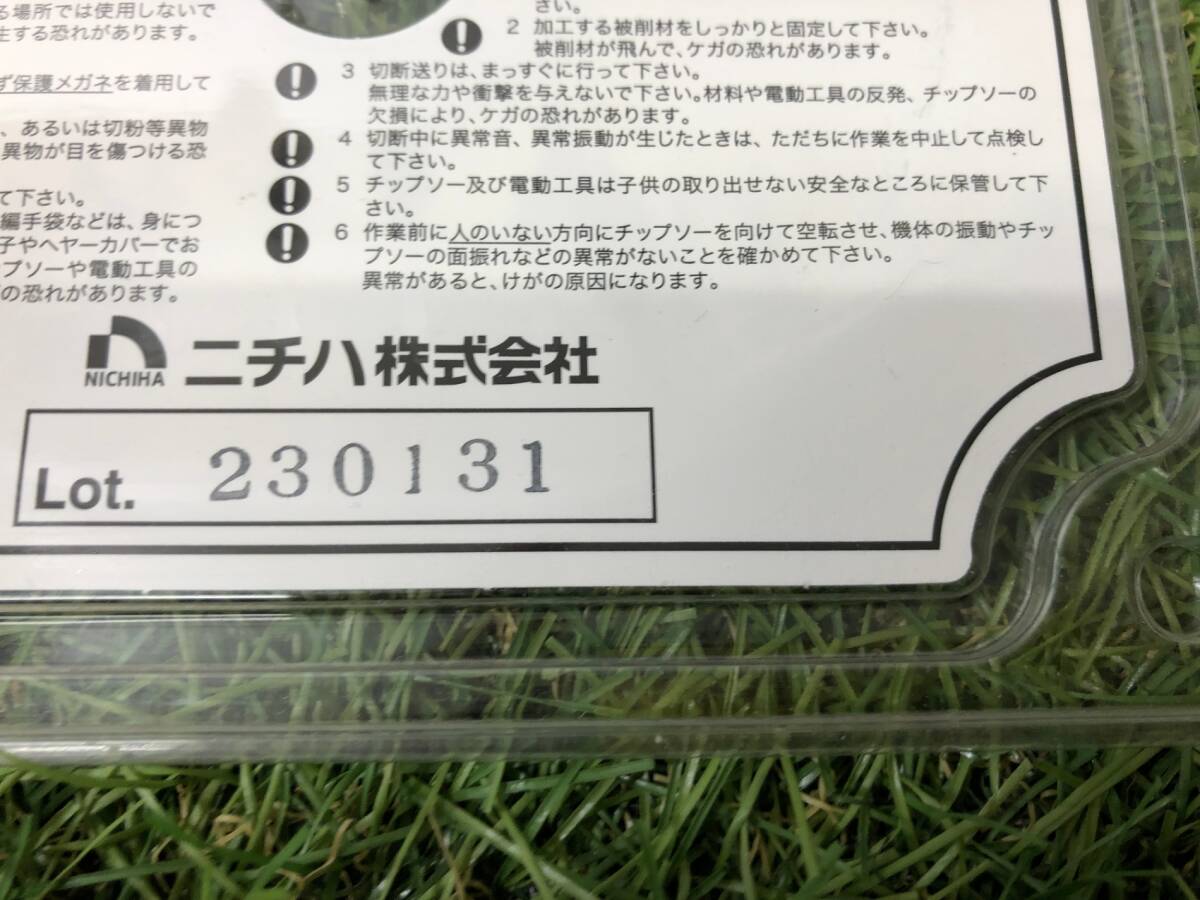 る場所では使用しないで
生する恐れがあります。
ず保護メガネを着用して
、あるいは切粉等異物
異物が目を傷つける恐
て下さい。
編手袋などは、身につ
子やヘヤーカバーでお
プソーや電動工具の
の恐れがあります。
さい。
2 加工する被削材をしっかりと固定して下さい。
被削材が飛んで、ケガの恐れがあります。
3 切断送りは、まっすぐに行って下さい。
無理な力や衝撃を与えないで下さい。材料や電動工具の反発、チップソーの
欠損により、ケガの恐れがあります。
4 切断中に異常音、異常振動が生じたときは、ただちに作業を中止して点検し
て下さい。
5 チップソー及び電動工具は子供の取り出せない安全なところに保管して下
さい。
6 作業前に人のいない方向にチップソーを向けて空転させ、機体の振動やチッ
プソーの面振れなどの異常がないことを確かめて下さい。
異常があると、けがの原因になります。
NICHIHA ニチハ株式会社
Lot. 230131